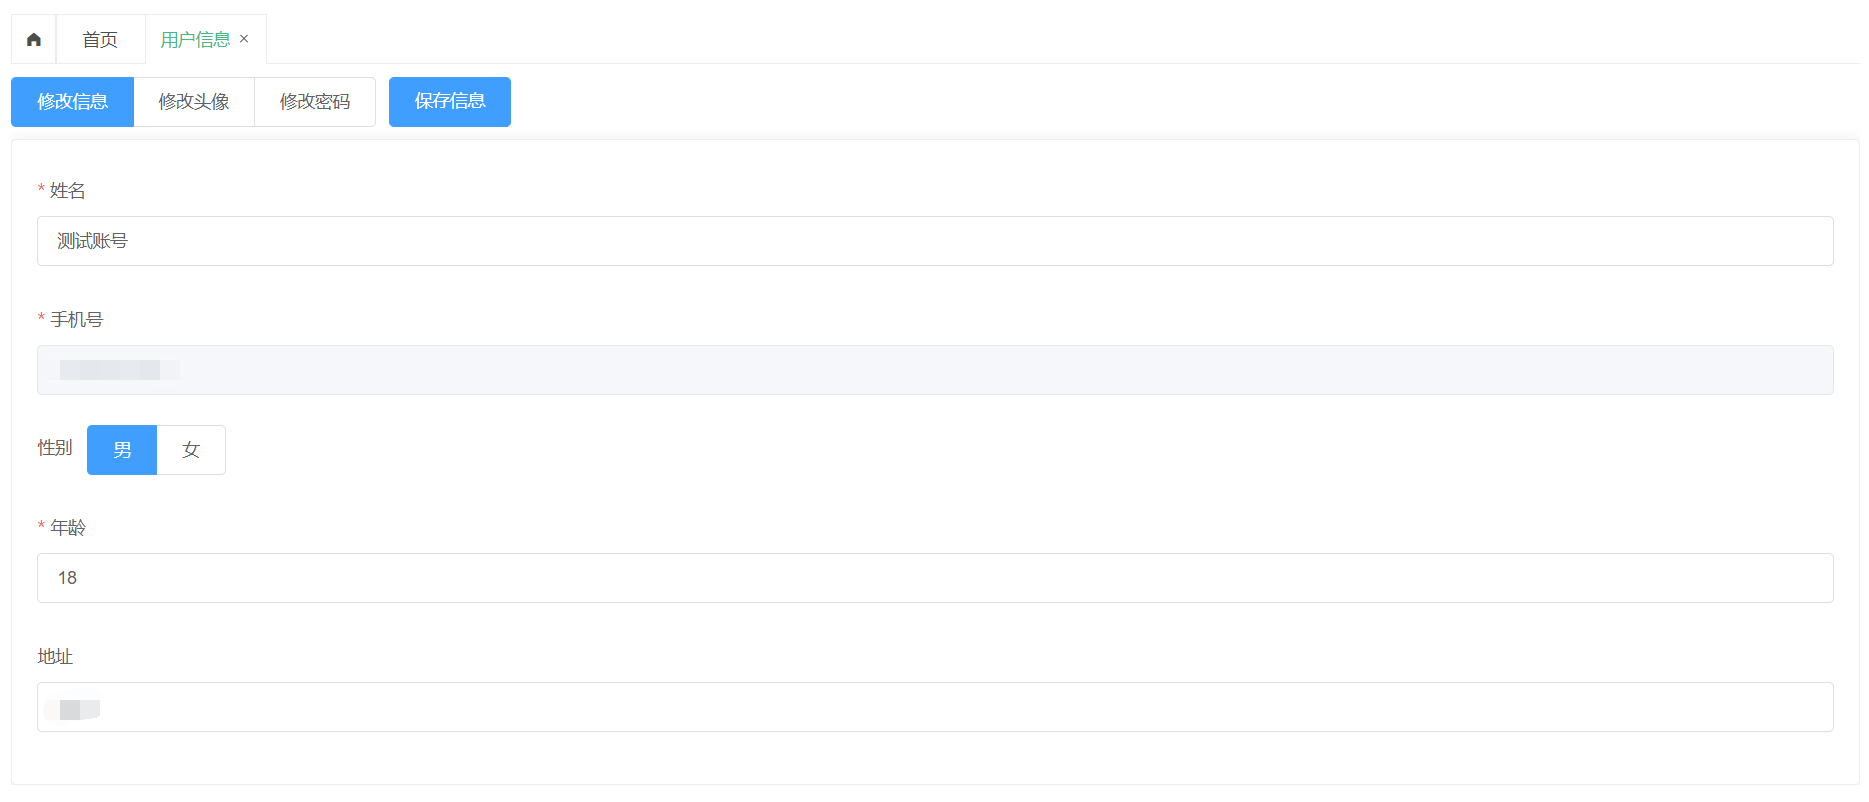 首页 用户信息 ×
修改信息 修改头像 修改密码 保存信息
* 姓名
测试账号
* 手机号
性别 男 女
* 年龄
18
地址